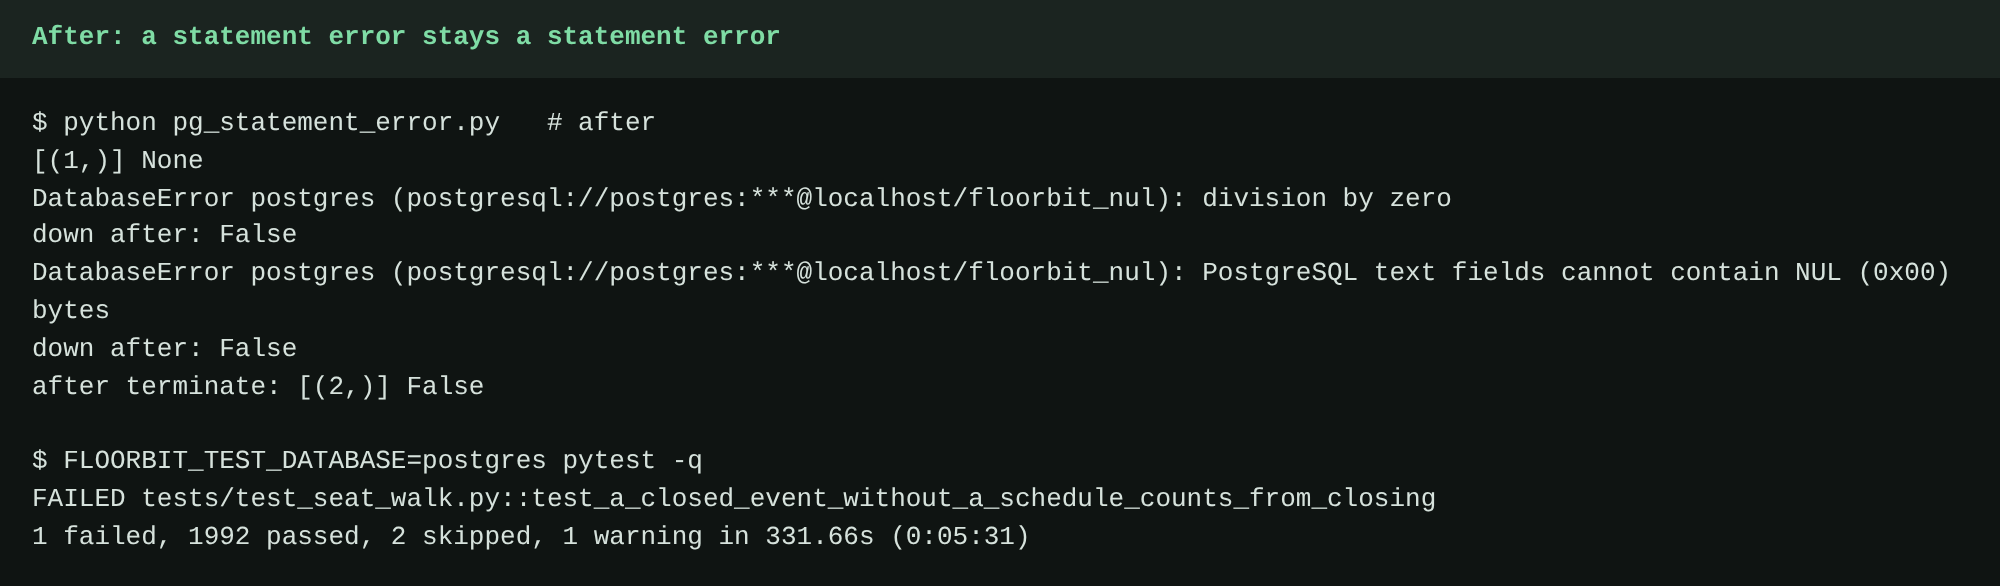 After: a statement error stays a statement error
$ python pg_statement_error.py   # after
[(1,)] None
DatabaseError postgres (postgresql://postgres:***@localhost/floorbit_nul): division by zero
down after: False
DatabaseError postgres (postgresql://postgres:***@localhost/floorbit_nul): PostgreSQL text fields cannot contain NUL (0x00)
bytes
down after: False
after terminate: [(2,)] False
$ FLOORBIT_TEST_DATABASE=postgres pytest -q
FAILED tests/test_seat_walk.py::test_a_closed_event_without_a_schedule_counts_from_closing
1 failed, 1992 passed, 2 skipped, 1 warning in 331.66s (0:05:31)